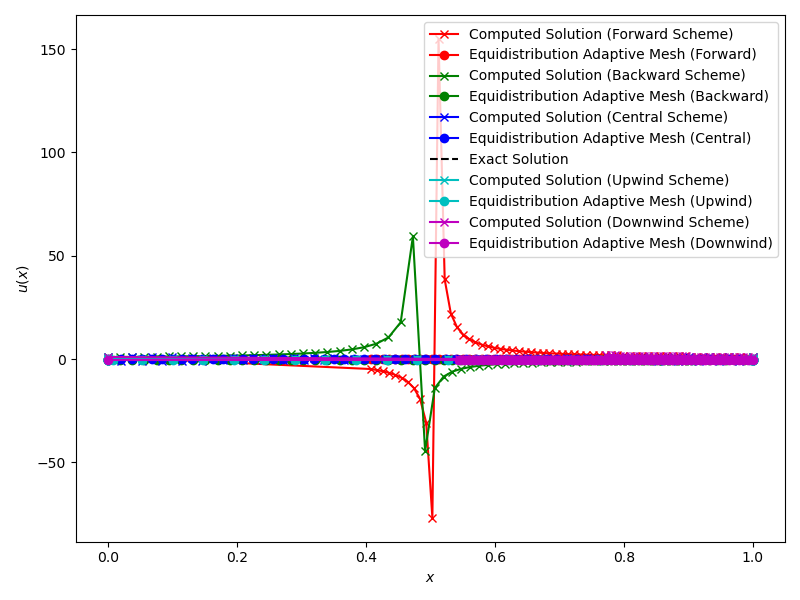 150
100
50
0
−50
u(x)
Computed Solution (Forward Scheme)
Equidistribution Adaptive Mesh (Forward)
Computed Solution (Backward Scheme)
Equidistribution Adaptive Mesh (Backward)
Computed Solution (Central Scheme)
Equidistribution Adaptive Mesh (Central)
Exact Solution
Computed Solution (Upwind Scheme)
Equidistribution Adaptive Mesh (Upwind)
Computed Solution (Downwind Scheme)
Equidistribution Adaptive Mesh (Downwind)
0.0 0.2 0.4 0.6 0.8 1.0
x